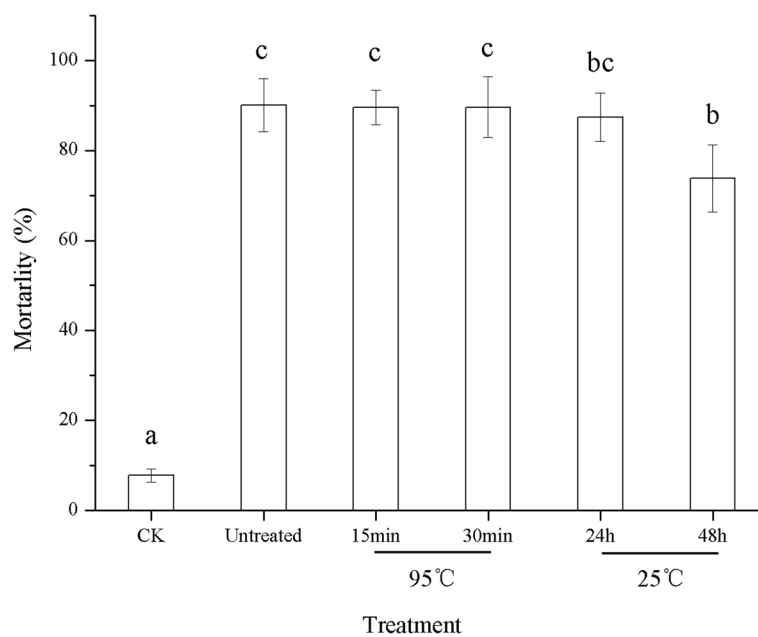 c
c
c
bc
b
a
100
80
60
40
20
0
Mortarlity (%)
CK
Untreated
15min
30min
24h
48h
95℃
25℃
Treatment